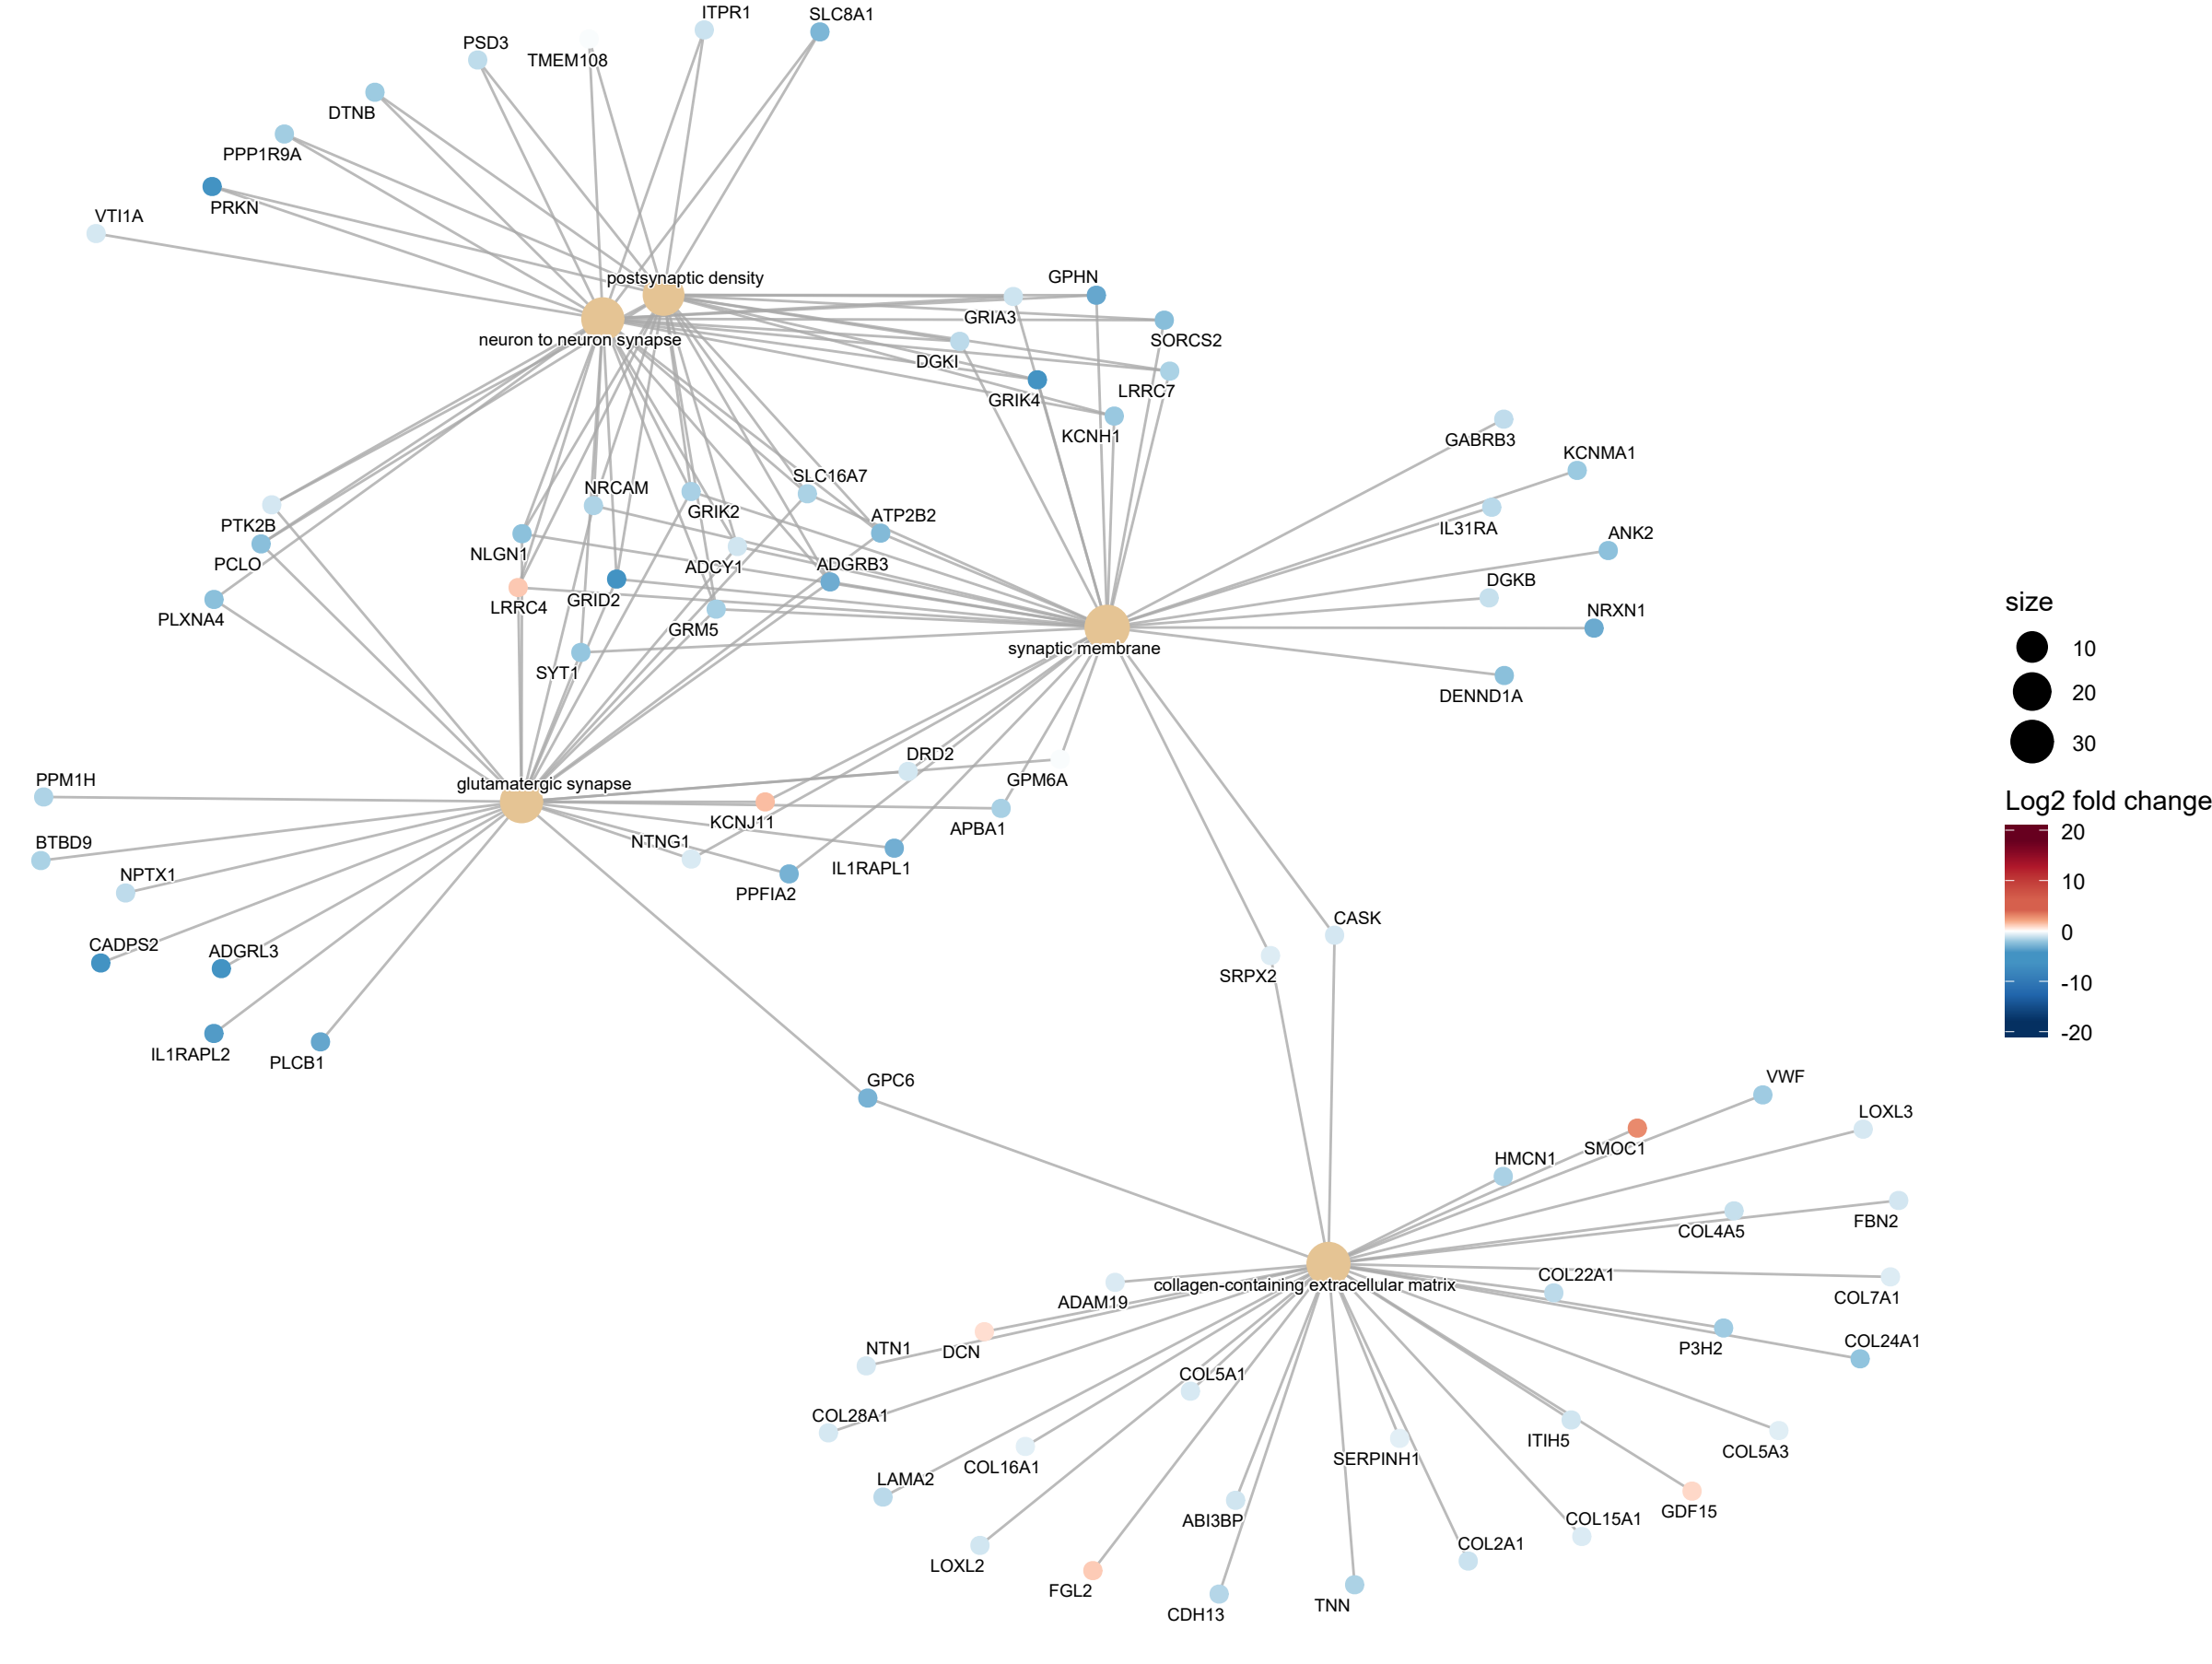 ITPR1
SLC8A1
PSD3
TMEM108
DTNB
PPP1R9A
PRKN
VTI1A
postsynaptic density
GPHN
GRIA3
neuron to neuron synapse
SORCS2
DGKI
LRRC7
GRIK4
KCNH1
GABRB3
KCNMA1
SLC16A7
NRCAM
GRIK2
ATP2B2
PTK2B
IL31RA
ANK2
NLGN1
PCLO
ADCY1
ADGRB3
DGKB
GRID2
LRRC4
NRXN1
PLXNA4
GRM5
synaptic membrane
SYT1
DENND1A
DRD2
PPM1H
glutamatergic synapse
GPM6A
KCNJ11
APBA1
BTBD9
NTNG1
IL1RAPL1
NPTX1
PPFIA2
CASK
CADPS2
ADGRL3
SRPX2
IL1RAPL2
PLCB1
GPC6
VWF
LOXL3
SMOC1
HMCN1
FBN2
COL4A5
COL22A1
collagen-containing extracellular matrix
COL7A1
ADAM19
COL24A1
NTN1
DCN
P3H2
COL5A1
COL28A1
ITIH5
COL5A3
SERPINH1
COL16A1
LAMA2
GDF15
COL15A1
ABI3BP
COL2A1
LOXL2
FGL2
TNN
CDH13
size
10
20
30
Log2 fold change
20
10
0
-10
-20